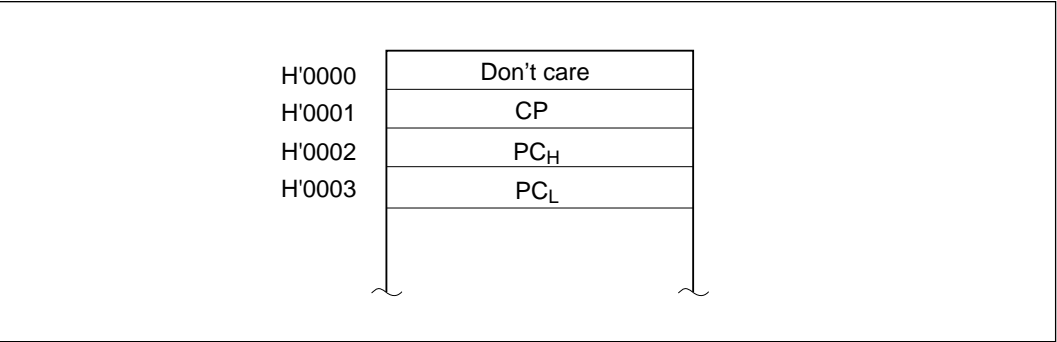 H'0000 Don't care
H'0001 CP
H'0002 PCH
H'0003 PCL